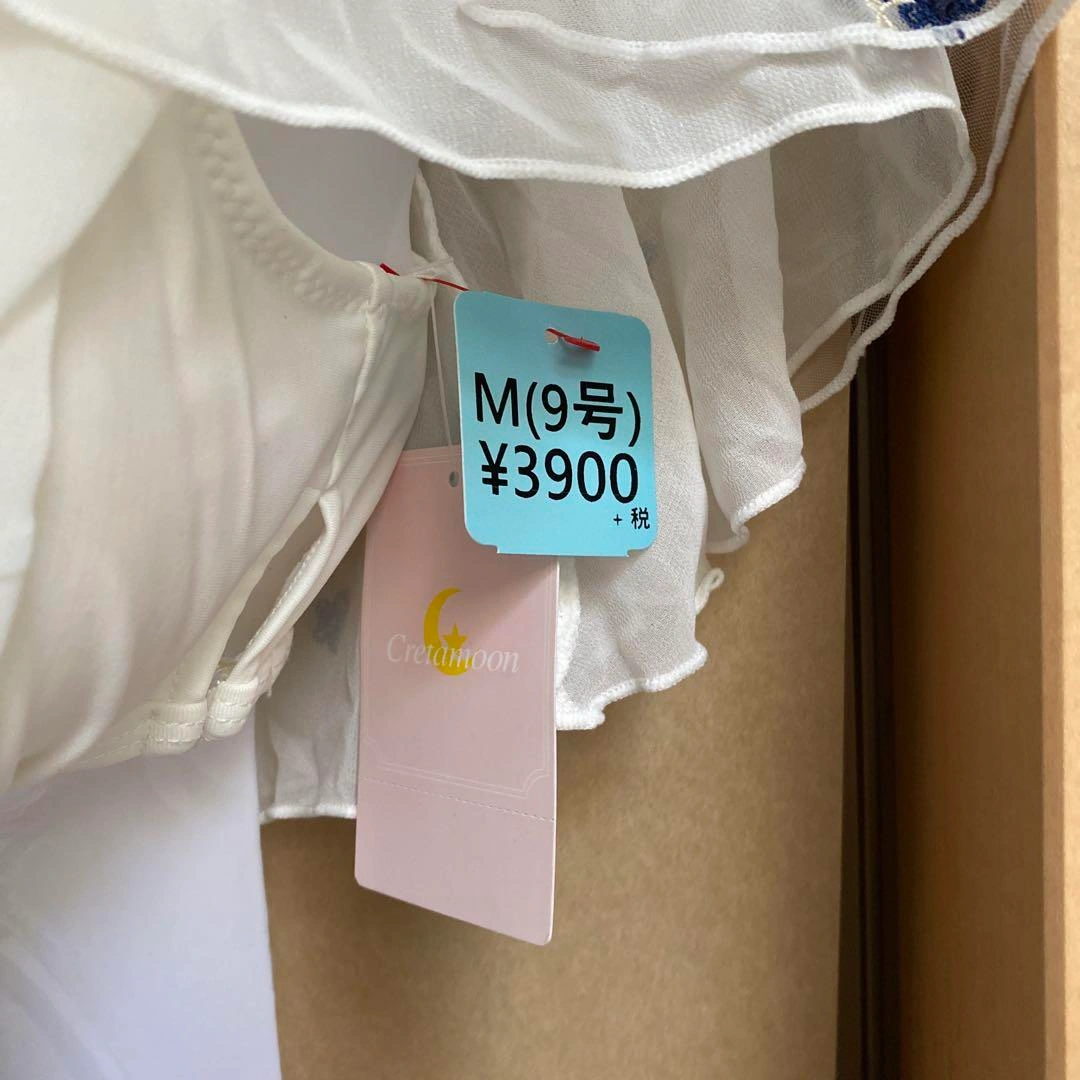 M(9号)
¥3900
+ 税
Cretamoon